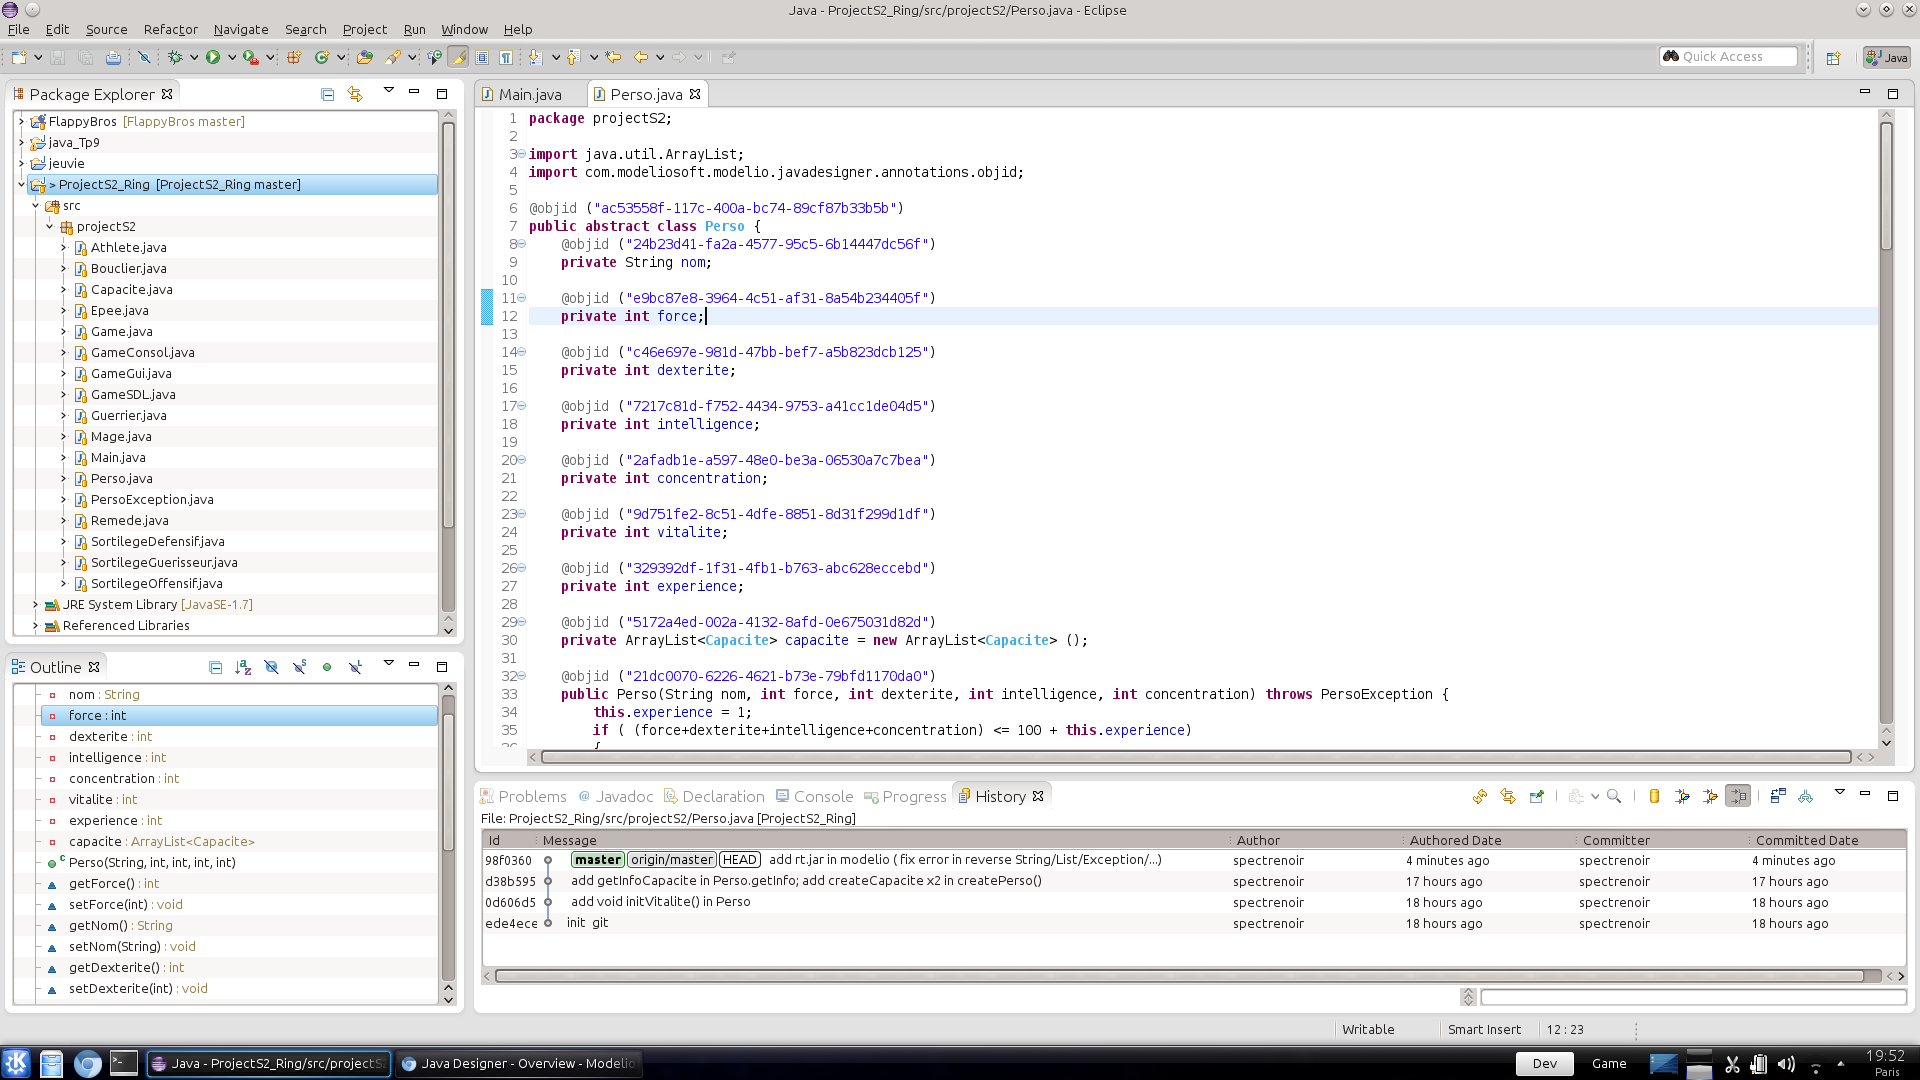 Java - ProjectS2_Ring/src/projectS2/Perso.java - Eclipse
File Edit Source Refactor Navigate Search Project Run Window Help
Quick Access
Java
Package Explorer
FlappyBros [FlappyBros master]
java_Tp9
jeuvie
> ProjectS2_Ring [ProjectS2_Ring master]
src
projectS2
Athlete.java
Bouclier.java
Capacite.java
Epee.java
Game.java
GameConsol.java
GameGui.java
GameSDL.java
Guerrier.java
Mage.java
Main.java
Perso.java
PersoException.java
Remede.java
SortilegeDefensif.java
SortilegeGuerisseur.java
SortilegeOffensif.java
JRE System Library [JavaSE-1.7]
Referenced Libraries
Outline
nom : String
force : int
dexterite : int
intelligence : int
concentration : int
vitalite : int
experience : int
capacite : ArrayList<Capacite>
Perso(String, int, int, int, int)
getForce() : int
setForce(int) : void
getNom() : String
setNom(String) : void
getDexterite() : int
setDexterite(int) : void
Main.java Perso.java
1 package projectS2;
2
3 import java.util.ArrayList;
4 import com.modeliosoft.modelio.javadesigner.annotations.objid;
5
6 @objid ("ac53558f-117c-400a-bc74-89cf87b33b5b")
7 public abstract class Perso {
8 @objid ("24b23d41-fa2a-4577-95c5-6b14447dc56f")
9 private String nom;
10
11 @objid ("e9bc87e8-3964-4c51-af31-8a54b234405f")
12 private int force;
13
14 @objid ("c46e697e-981d-47bb-bef7-a5b823dcb125")
15 private int dexterite;
16
17 @objid ("7217c81d-f752-4434-9753-a41cc1de04d5")
18 private int intelligence;
19
20 @objid ("2afadb1e-a597-48e0-be3a-06530a7c7bea")
21 private int concentration;
22
23 @objid ("9d751fe2-8c51-4dfe-8851-8d31f299d1df")
24 private int vitalite;
25
26 @objid ("329392df-1f31-4fb1-b763-abc628eccebd")
27 private int experience;
28
29 @objid ("5172a4ed-002a-4132-8afd-0e675031d82d")
30 private ArrayList<Capacite> capacite = new ArrayList<Capacite> ();
31
32 @objid ("21dc0070-6226-4621-b73e-79bfd1170da0")
33 public Perso(String nom, int force, int dexterite, int intelligence, int concentration) throws PersoException {
34 this.experience = 1;
35 if ( (force+dexterite+intelligence+concentration) <= 100 + this.experience)
36 {
Problems Javadoc Declaration Console Progress History
File: ProjectS2_Ring/src/projectS2/Perso.java [ProjectS2_Ring]
Id Message Author Authored Date Committer Committed Date
98f0360 master origin/master HEAD add rt.jar in modelio ( fix error in reverse String/List/Exception/...) spectrenoir 4 minutes ago spectrenoir 4 minutes ago
d38b595 add getInfoCapacite in Perso.getInfo; add createCapacite x2 in createPerso() spectrenoir 17 hours ago spectrenoir 17 hours ago
0d606d5 add void initVitalite() in Perso spectrenoir 18 hours ago spectrenoir 18 hours ago
ede4ece init git spectrenoir 18 hours ago spectrenoir 18 hours ago
Writable Smart Insert 12 : 23
Java - ProjectS2_Ring/src/projectS Java Designer - Overview - Modelio Dev Game 19:52
Paris